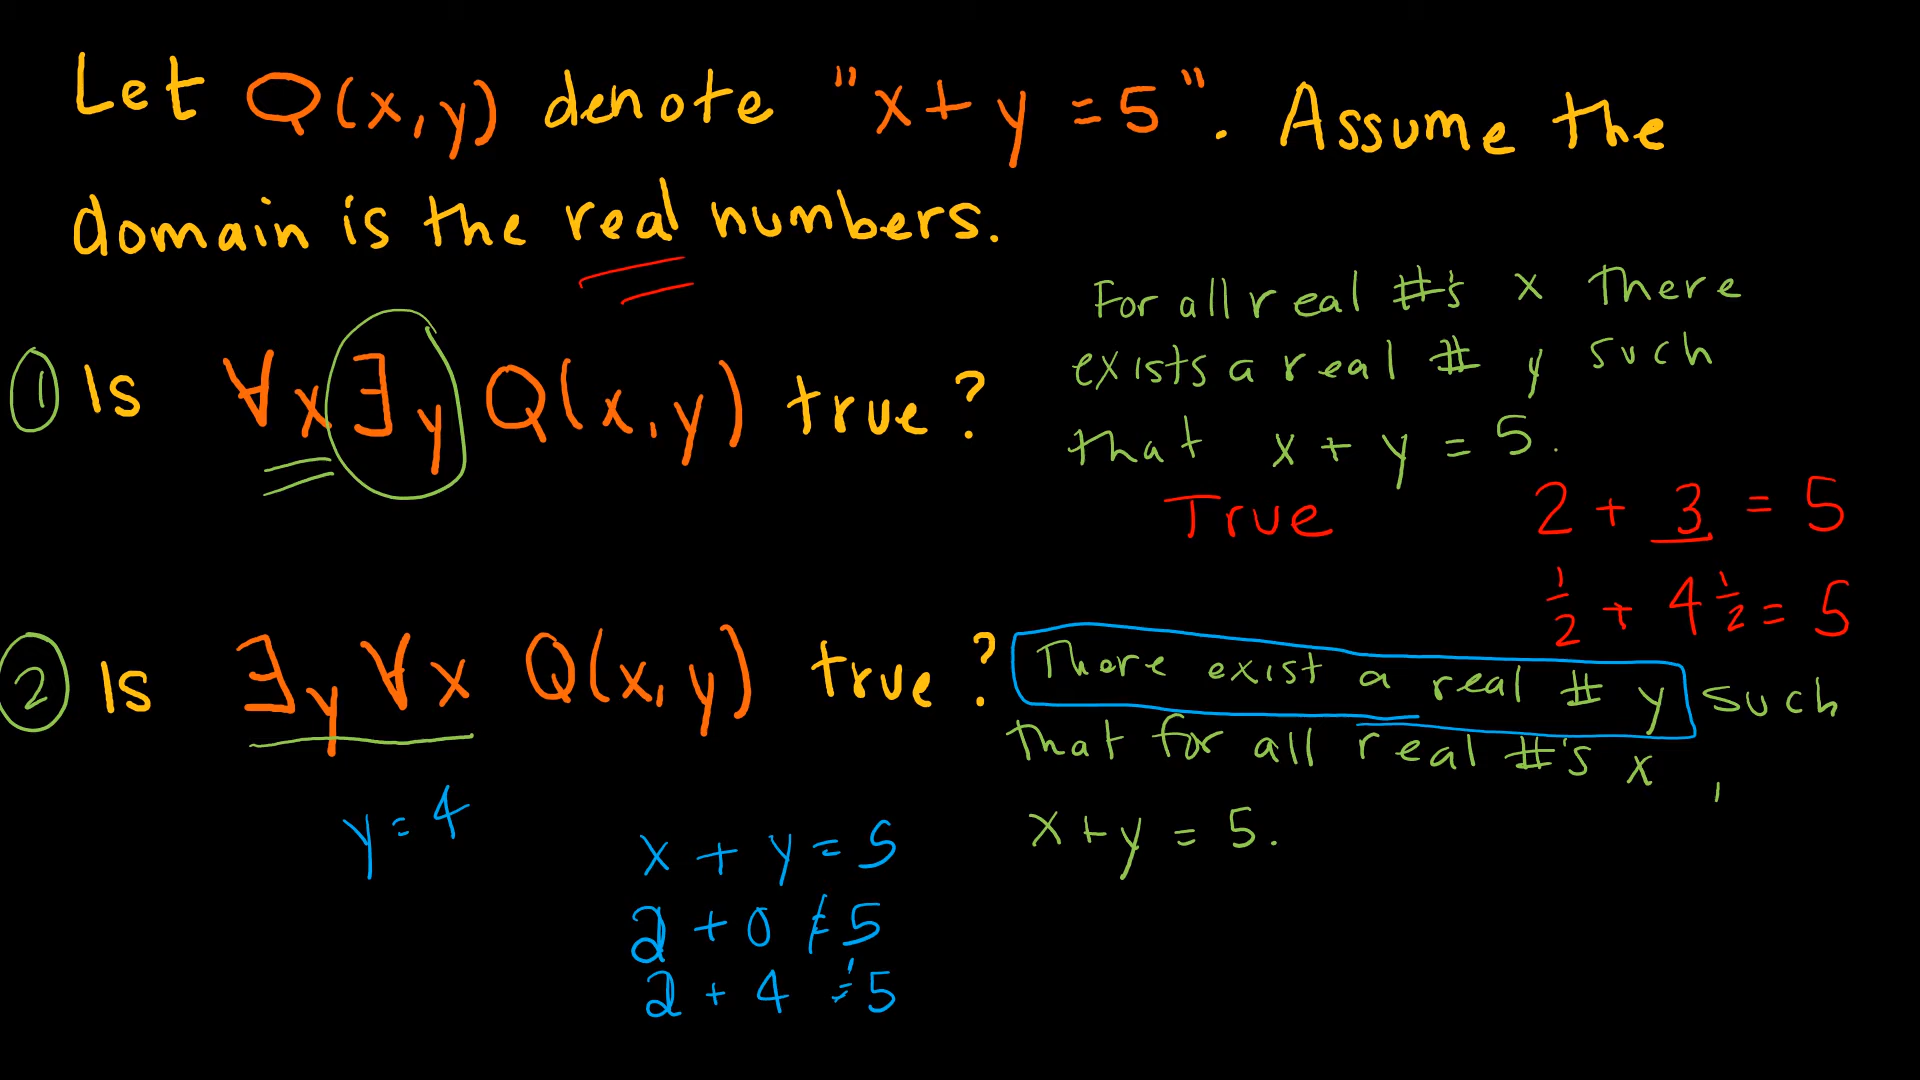 Let Q(x,y) denote "x+y=5". Assume the
domain is the real numbers.
For all real #'s x there
exists a real # y such
that x + y = 5.
① Is ∀x∃y Q(x,y) true?
True
2 + 3 = 5
1/2 + 4 1/2 = 5
② Is ∃y∀x Q(x,y) true?
There exist a real # y such
that for all real #'s x,
x+y = 5.
y=4
x + y = 5
2 + 0 ≠ 5
2 + 4 ≠ 5